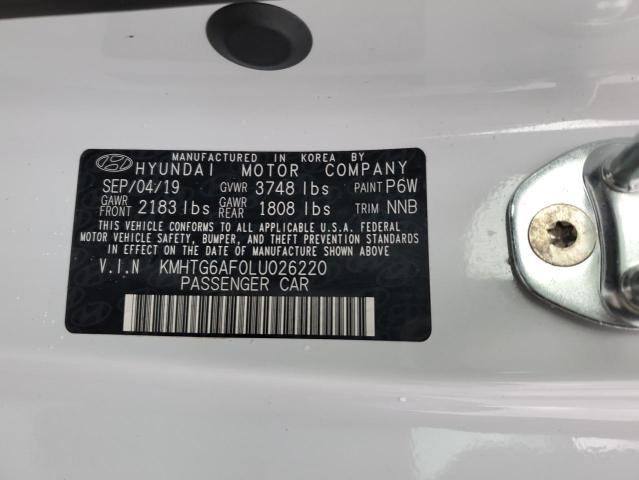 MANUFACTURED IN KOREA BY
HYUNDAI MOTOR COMPANY
SEP/04/19 GVWR 3748 lbs PAINT P6W
GAWR FRONT 2183 lbs GAWR REAR 1808 lbs TRIM NNB
THIS VEHICLE CONFORMS TO ALL APPLICABLE U.S.A. FEDERAL
MOTOR VEHICLE SAFETY, BUMPER, AND THEFT PREVENTION
STANDARDS IN EFFECT ON THE DATE OF MANUFACTURE
SHOWN ABOVE
V.I.N KMHTG6AF0LU026220
PASSENGER CAR